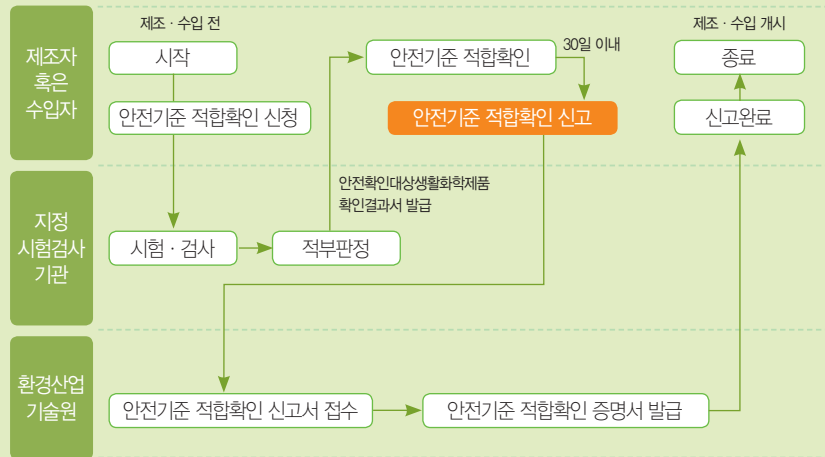 제조자
혹은
수입자
제조 · 수입 전
시작
안전기준 적합확인 신청
안전기준 적합확인
30일 이내
안전기준 적합확인 신고
제조 · 수입 개시
종료
신고완료
지정
시험검사
기관
시험 · 검사
적부판정
안전확인대상생활화학제품
확인결과서 발급
환경산업
기술원
안전기준 적합확인 신고서 접수
안전기준 적합확인 증명서 발급